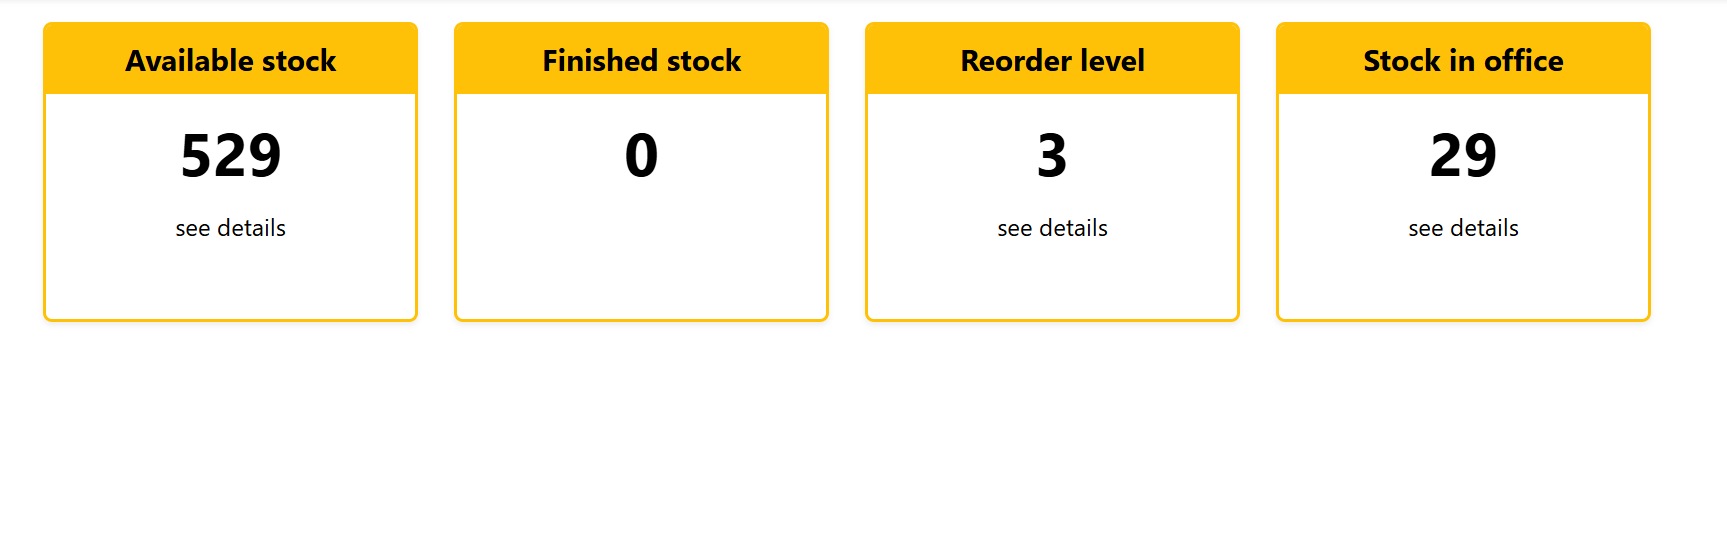 Available stock
529
see details
Finished stock
0
Reorder level
3
see details
Stock in office
29
see details